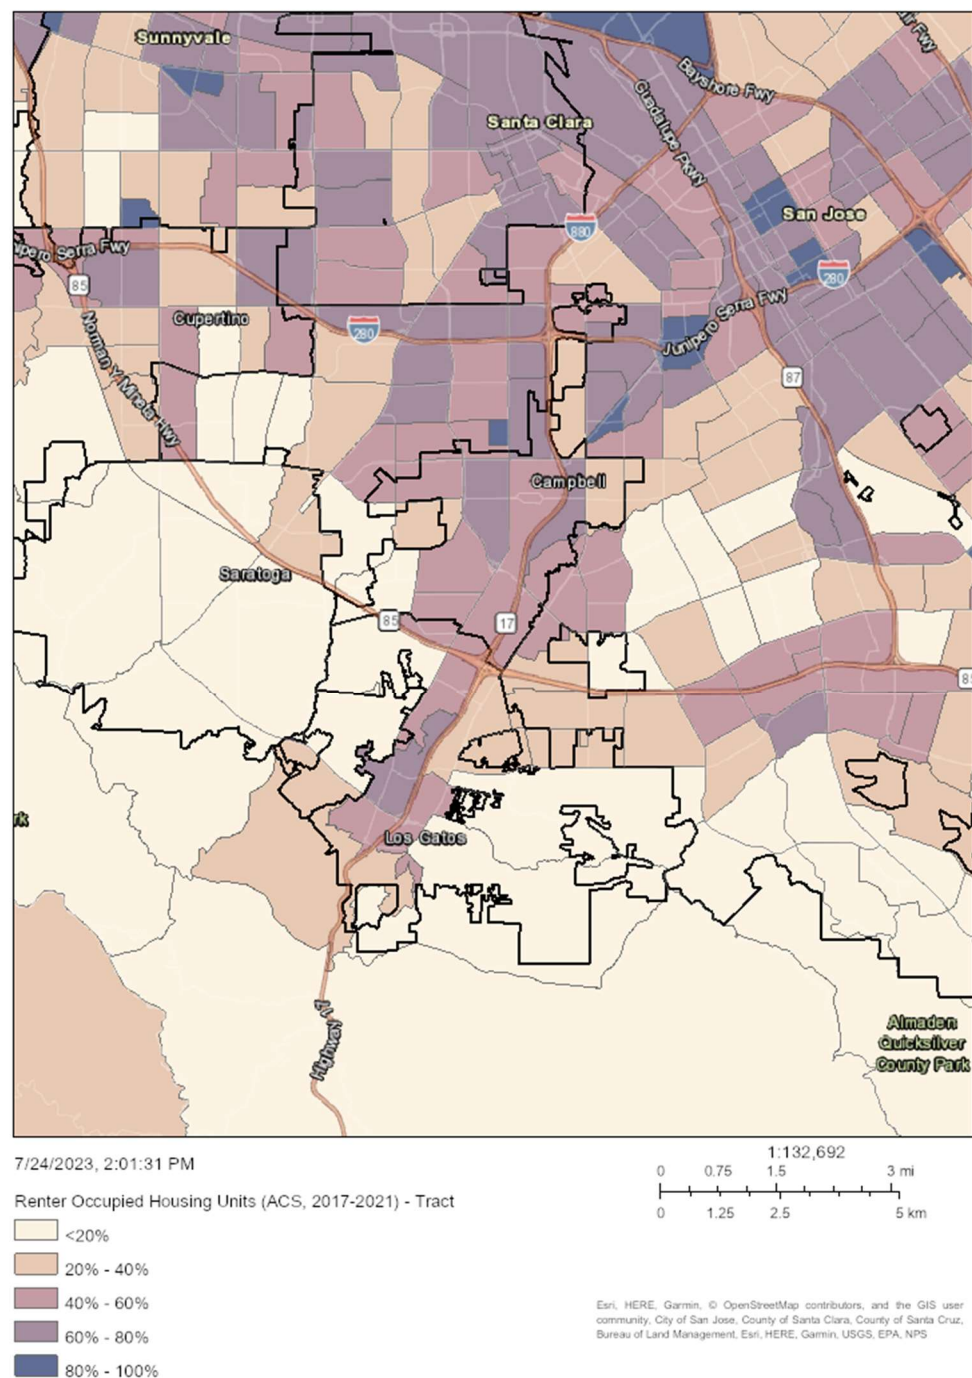 Sunnyvale
air Fwy
Bayshore Fwy
Guadalupe Pkwy
Santa Clara
San Jose
880
nipero Serra Fwy
280
85
Cupertino
280
Junipero Serra Fwy
Norman Y Mineta Hwy
87
Campbell
Saratoga
85
17
85
rk
Los Gatos
Highway 17
Almaden
Quicksilver
County Park
7/24/2023, 2:01:31 PM
1:132,692
0 0.75 1.5 3 mi
0 1.25 2.5 5 km
Renter Occupied Housing Units (ACS, 2017-2021) - Tract
<20%
20% - 40%
40% - 60%
60% - 80%
80% - 100%
Esri, HERE, Garmin, © OpenStreetMap contributors, and the GIS user
community, City of San Jose, County of Santa Clara, County of Santa Cruz,
Bureau of Land Management, Esri, HERE, Garmin, USGS, EPA, NPS